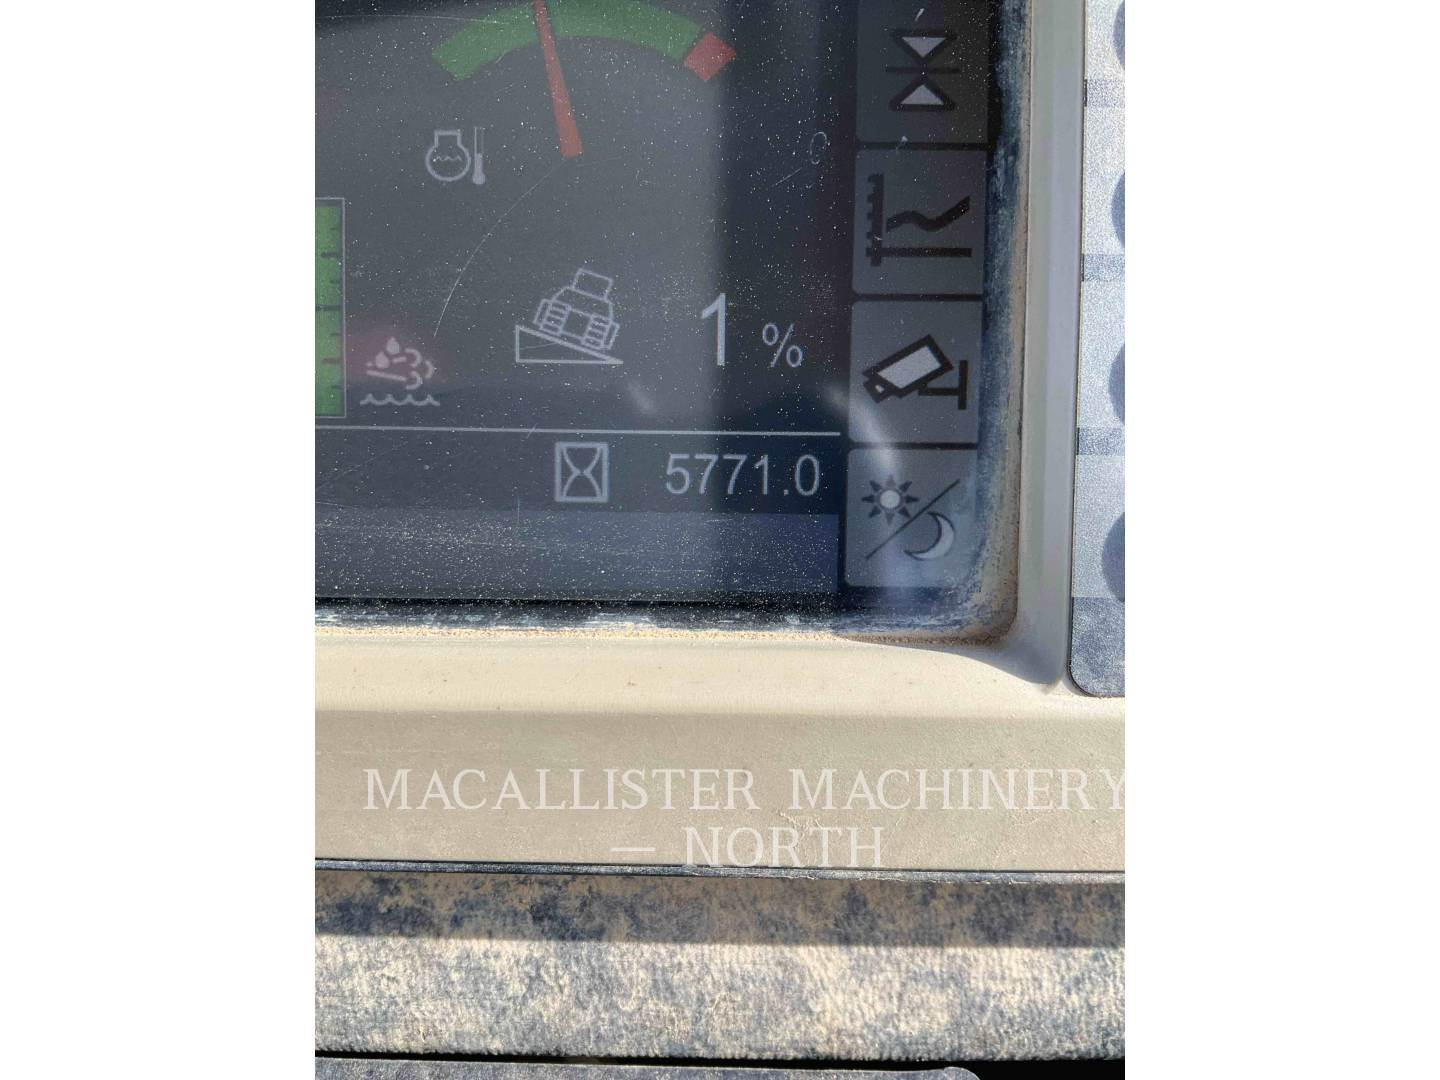 1 %
5771.0
MACALLISTER MACHINERY
— NORTH